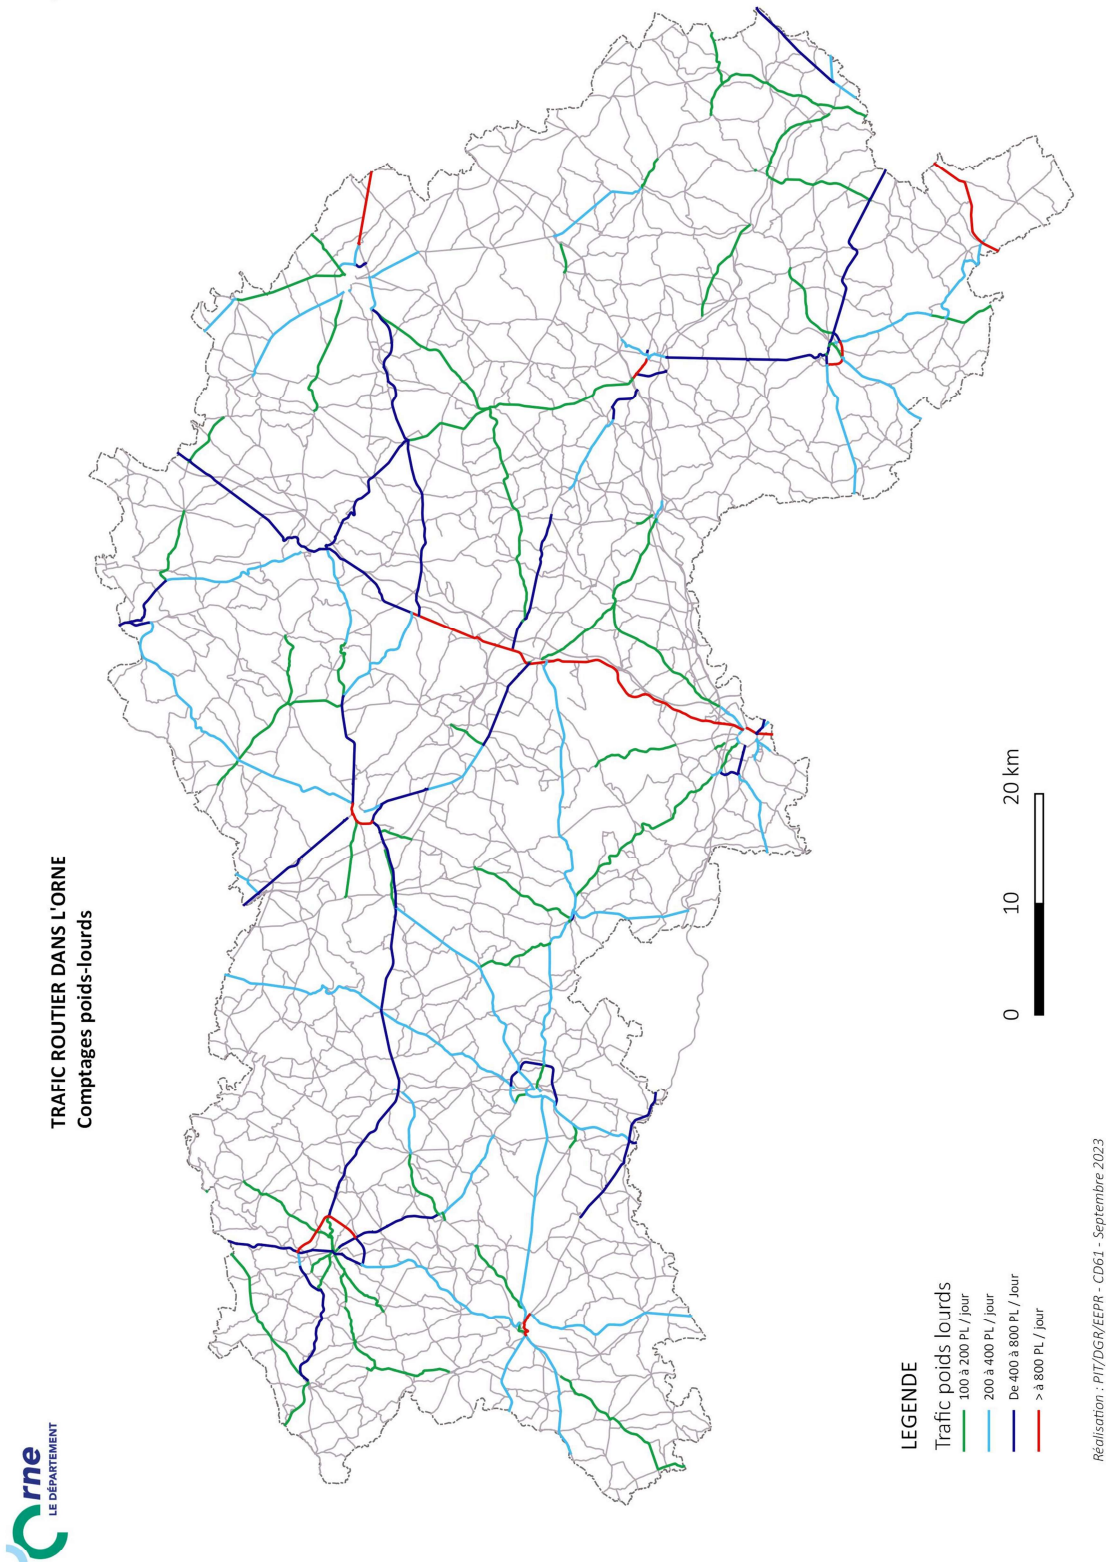 TRAFIC ROUTIER DANS L'ORNE
Comptages poids-lourds
Orne
LE DÉPARTEMENT
LEGENDE
Trafic poids lourds
100 à 200 PL / jour
200 à 400 PL / jour
De 400 à 800 PL / Jour
> à 800 PL / jour
0 10 20 km
Réalisation : PIT/DGR/EEPR - CD61 - Septembre 2023